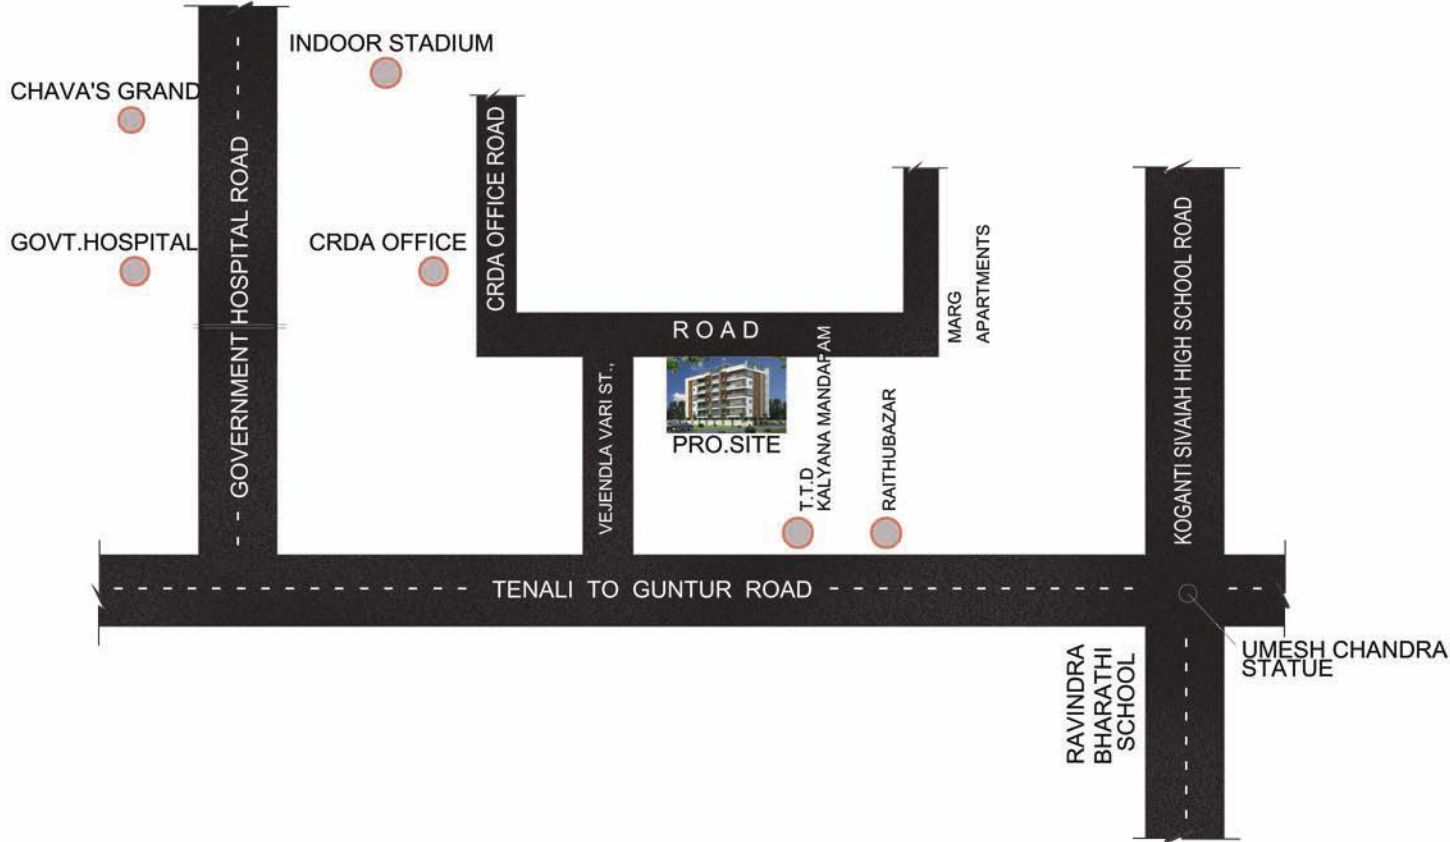 INDOOR STADIUM
CHAVA'S GRAND
GOVERNMENT HOSPITAL ROAD
CRDA OFFICE ROAD
GOVT.HOSPITAL
CRDA OFFICE
MARG
APARTMENTS
KOGANTI SIVAIAH HIGH SCHOOL ROAD
ROAD
VEJENDLA VARI ST.,
PRO.SITE
T.T.D
KALYANA MANDAPAM
RAITHUBAZAR
TENALI TO GUNTUR ROAD
UMESH CHANDRA
STATUE
RAVINDRA
BHARATHI
SCHOOL